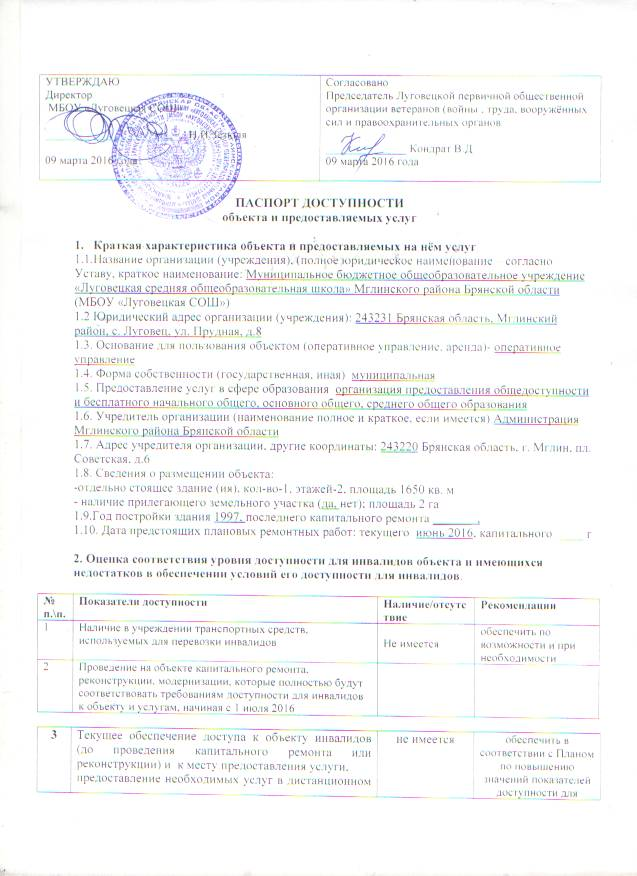 УТВЕРЖДАЮ
Директор
МБОУ «Луговецкая СОШ»
09 марта 2016 года
Согласовано
Председатель Луговецкой первичной общественной
организации ветеранов (войны , труда, вооружённых
сил и правоохранительных органов
Кондрат В.Д
09 марта 2016 года
ПАСПОРТ ДОСТУПНОСТИ
объекта и предоставляемых услуг
1. Краткая характеристика объекта и предоставляемых на нём услуг
1.1.Название организации (учреждения), (полное юридическое наименование – согласно
Уставу, краткое наименование: Муниципальное бюджетное общеобразовательное учреждение
«Луговецкая средняя общеобразовательная школа» Мглинского района Брянской области
(МБОУ «Луговецкая СОШ»)
1.2 Юридический адрес организации (учреждения): 243231 Брянская область, Мглинский
район, с. Луговец, ул. Прудная, д.8
1.3. Основание для пользования объектом (оперативное управление, аренда)- оперативное
управление
1.4. Форма собственности (государственная, иная) муниципальная
1.5. Предоставление услуг в сфере образования организация предоставления общедоступности
и бесплатного начального общего, основного общего, среднего общего образования
1.6. Учредитель организации (наименование полное и краткое, если имеется) Администрация
Мглинского района Брянской области
1.7. Адрес учредителя организации, другие координаты: 243220 Брянская область, г. Мглин, пл.
Советская, д.6
1.8. Сведения о размещении объекта:
-отдельно стоящее здание (ия), кол-во-1, этажей-2, площадь 1650 кв. м
- наличие прилегающего земельного участка (да, нет); площадь 2 га
1.9.Год постройки здания 1997, последнего капитального ремонта ________,
1.10. Дата предстоящих плановых ремонтных работ: текущего июнь 2016, капитального ____ г
2. Оценка соответствия уровня доступности для инвалидов объекта и имеющихся
недостатков в обеспечении условий его доступности для инвалидов.
№
п.\п.
Показатели доступности
Наличие/отсутс
твие
Рекомендации
1
Наличие в учреждении транспортных средств,
используемых для перевозки инвалидов
Не имеется
обеспечить по
возможности и при
необходимости
2
Проведение на объекте капитального ремонта,
реконструкции, модернизации, которые полностью будут
соответствовать требованиям доступности для инвалидов
к объекту и услугам, начиная с 1 июля 2016
3
Текущее обеспечение доступа к объекту инвалидов
(до проведения капитального ремонта или
реконструкции) и к месту предоставления услуги,
предоставление необходимых услуг в дистанционном
не имеется
обеспечить в
соответствии с Планом
по повышению
значений показателей
доступности для